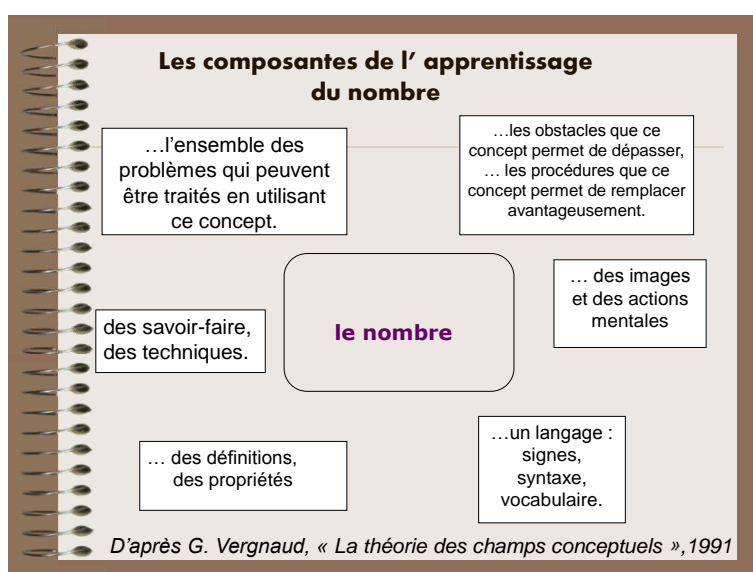 Les composantes de l’ apprentissage
du nombre
…l’ensemble des
problèmes qui peuvent
être traités en utilisant
ce concept.
…les obstacles que ce
concept permet de dépasser,
… les procédures que ce
concept permet de remplacer
avantageusement.
… des images
et des actions
mentales
des savoir-faire,
des techniques.
le nombre
… des définitions,
des propriétés
…un langage :
signes,
syntaxe,
vocabulaire.
D’après G. Vergnaud, « La théorie des champs conceptuels »,1991